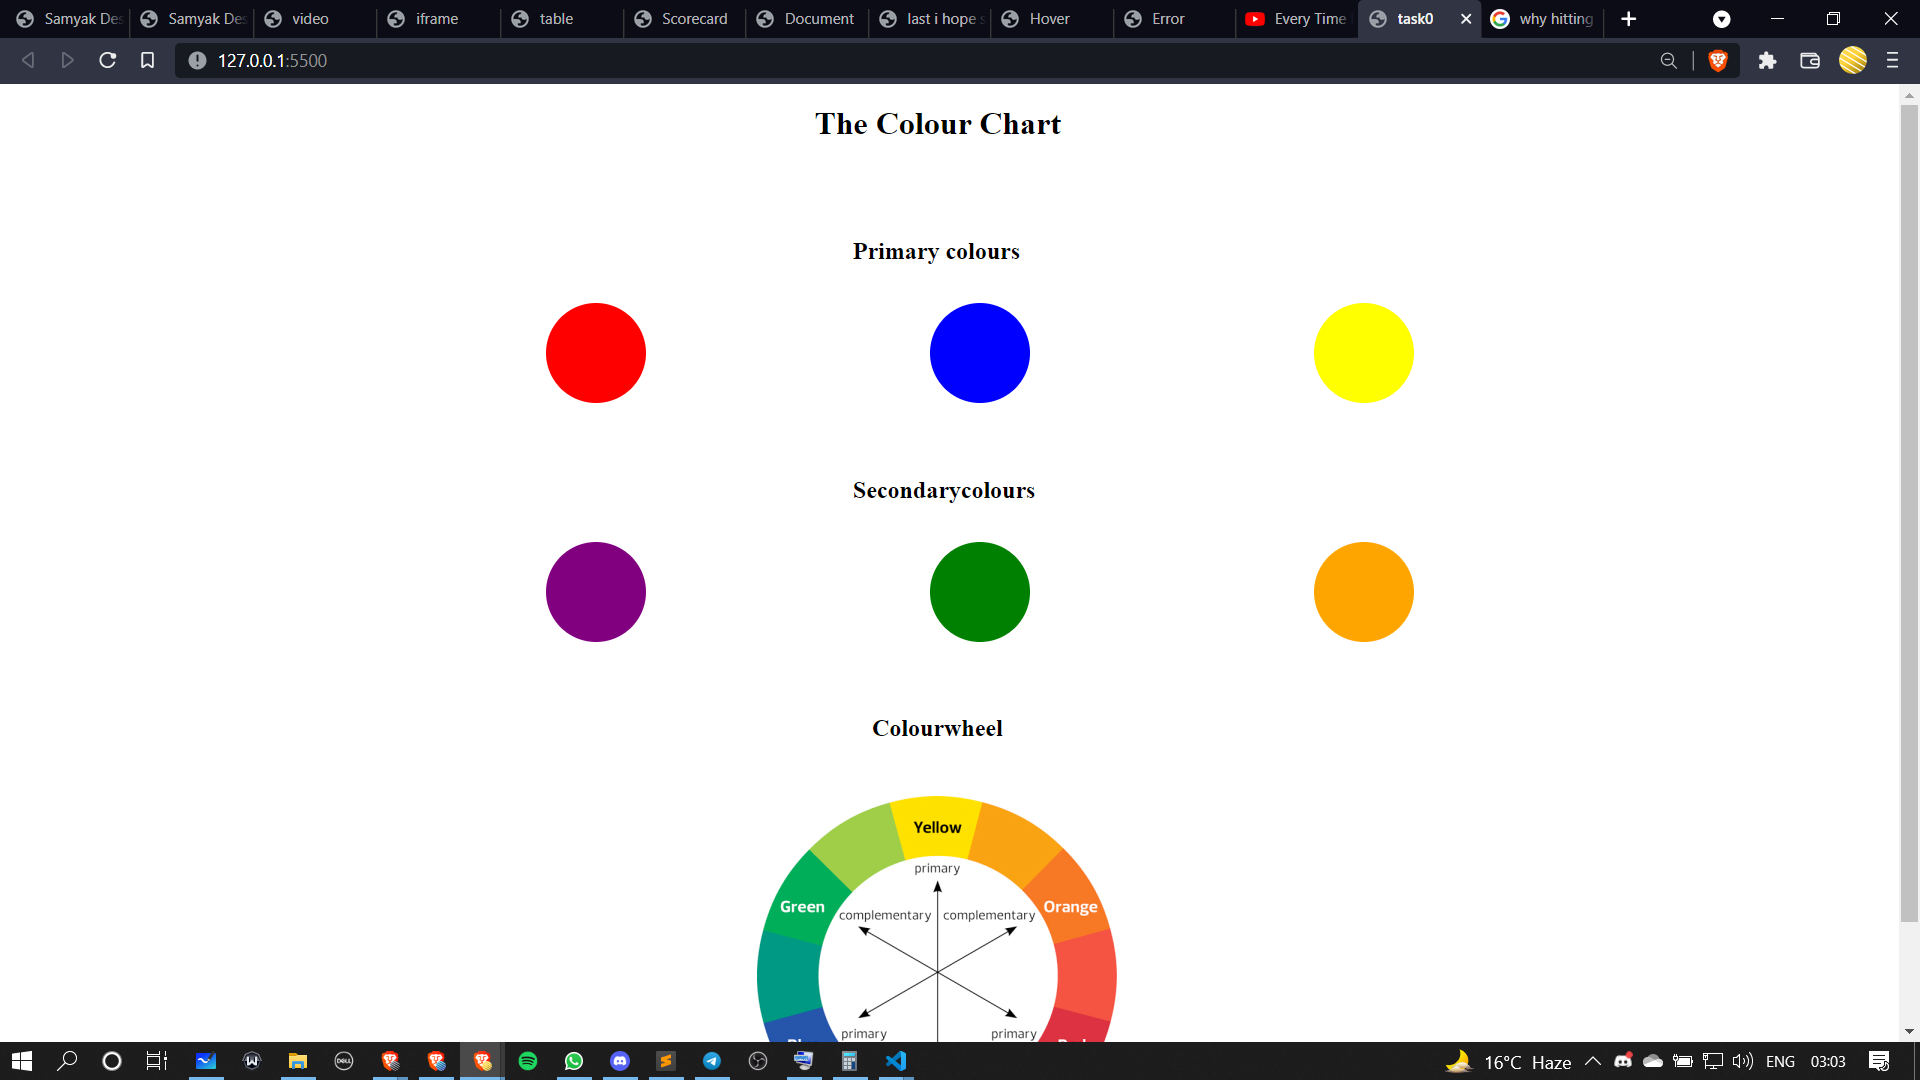 Samyak Des
Samyak Des
video
iframe
table
Scorecard
Document
last i hope s
Hover
Error
Every Time
task0
why hitting
127.0.0.1:5500
The Colour Chart
Primary colours
Secondarycolours
Colourwheel
Yellow
primary
Green
complementary
complementary
Orange
primary
primary
DELL
16°C Haze
ENG
03:03